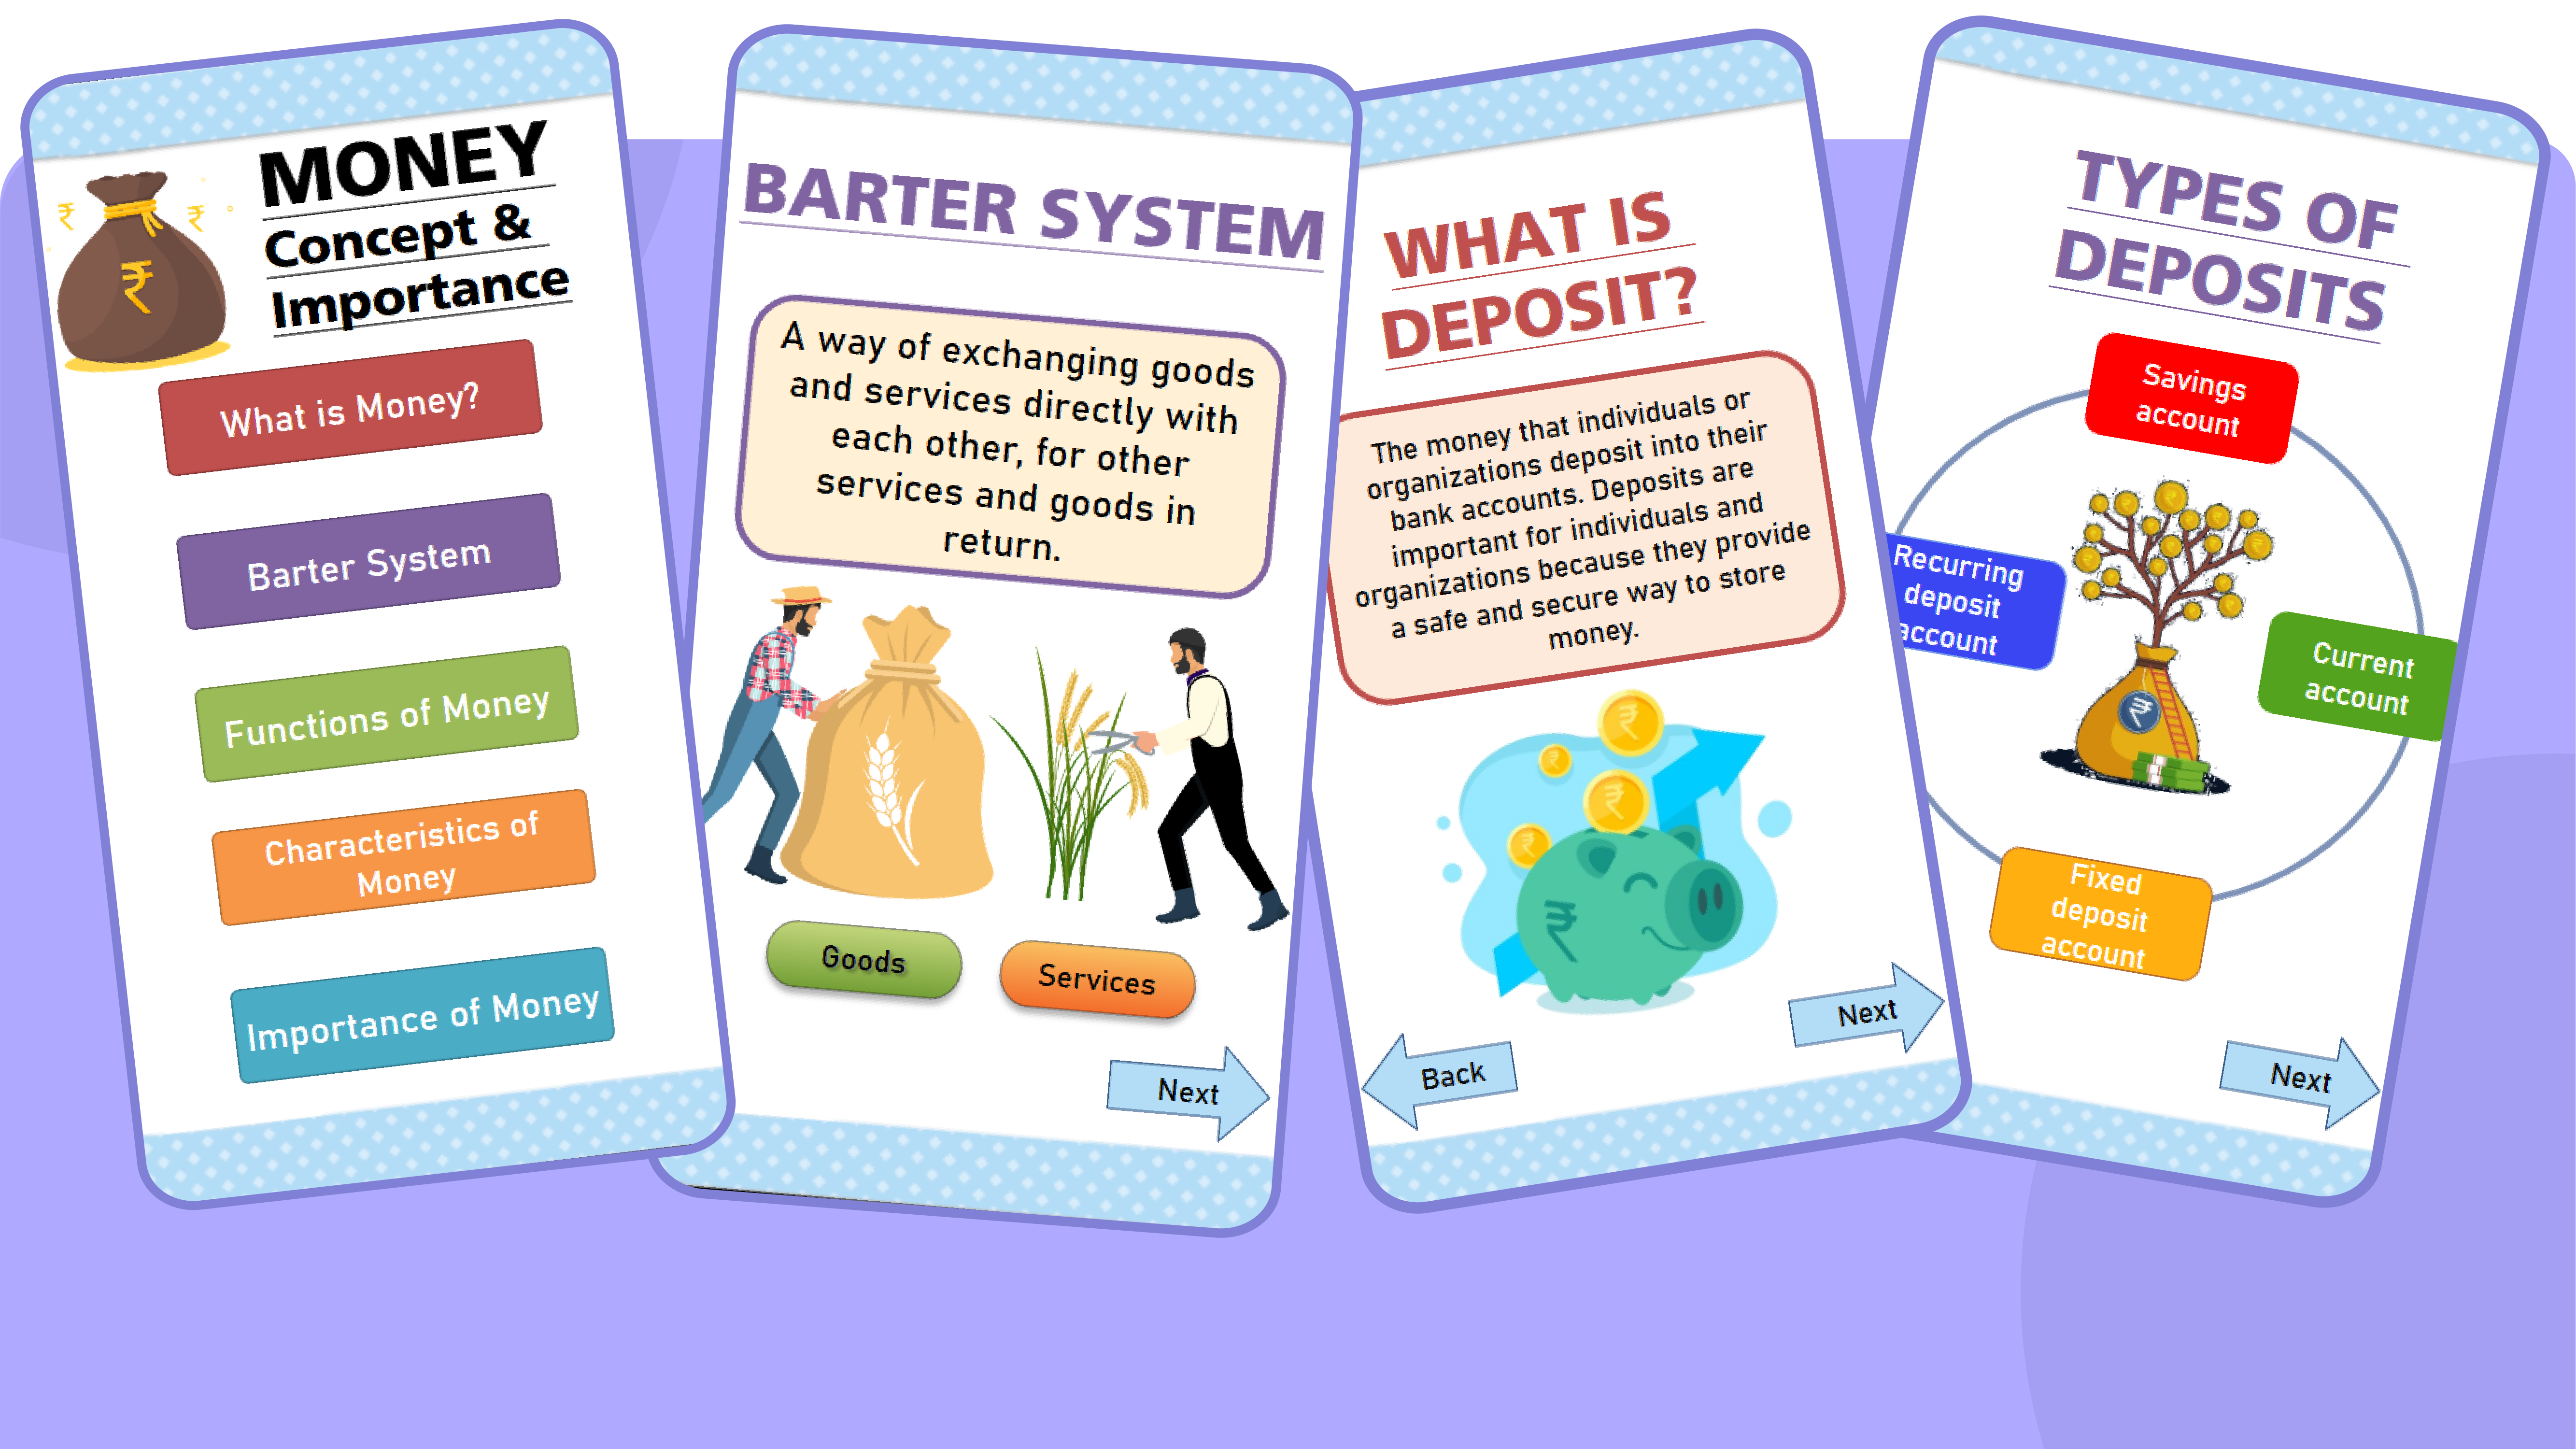 MONEY
Concept &
Importance
₹ ₹
₹
What is Money?
Barter System
Functions of Money
Characteristics of
Money
Importance of Money
BARTER SYSTEM
A way of exchanging goods
and services directly with
each other, for other
services and goods in
return.
Goods
Services
Next
WHAT IS
DEPOSIT?
The money that individuals or
organizations deposit into their
bank accounts. Deposits are
important for individuals and
organizations because they provide
a safe and secure way to store
money.
₹
₹
₹
₹
₹
Back
Next
TYPES OF
DEPOSITS
Savings
account
Recurring
deposit
account
Current
account
₹
Fixed
deposit
account
Next